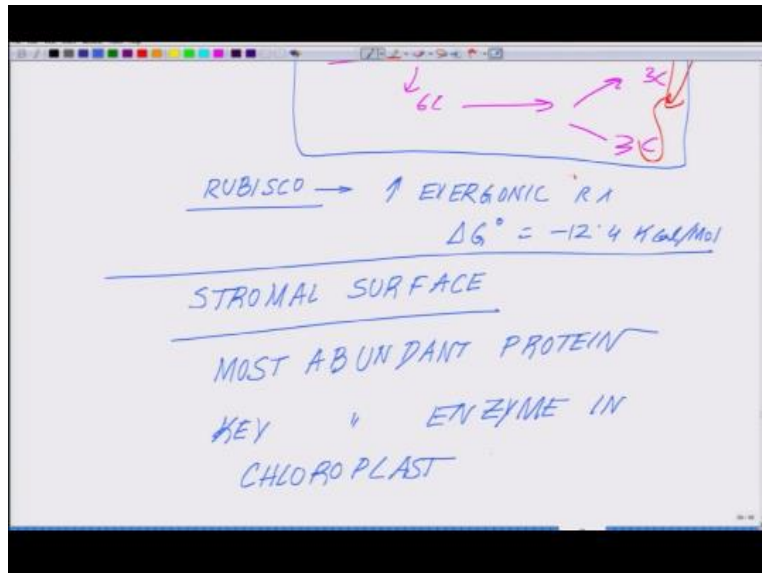 3C
6C
3C
RUBISCO → ↑ EXERGONIC RX
ΔG° = -12.4 Kcal/Mol
STROMAL SURFACE
MOST ABUNDANT PROTEIN
KEY " ENZYME IN
CHLOROPLAST